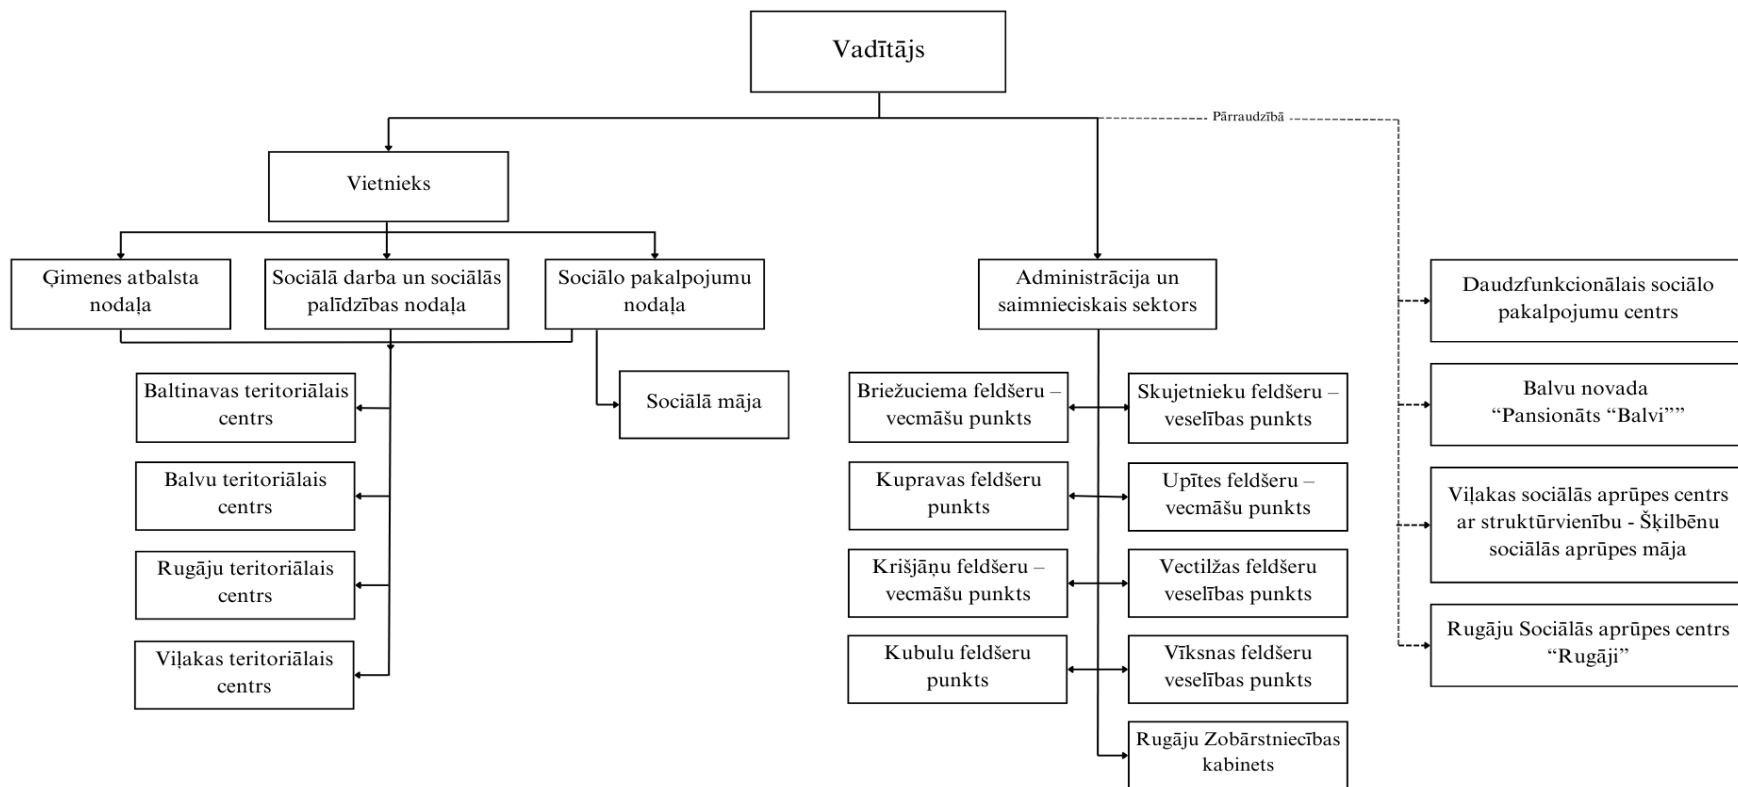 Vadītājs
Pārraudzībā
Vietnieks
Ģimenes atbalsta
nodaļa
Sociālā darba un sociālās
palīdzības nodaļa
Sociālo pakalpojumu
nodaļa
Administrācija un
saimnieciskais sektors
Daudzfunkcionālais sociālo
pakalpojumu centrs
Baltinavas teritoriālais
centrs
Sociālā māja
Briežuciema feldšeru –
vecmāšu punkts
Skujetnieku feldšeru –
veselības punkts
Balvu novada
“Pansionāts “Balvi””
Balvu teritoriālais
centrs
Kupravas feldšeru
punkts
Upītes feldšeru –
vecmāšu punkts
Viļakas sociālās aprūpes centrs
ar struktūrvienību - Šķilbēnu
sociālās aprūpes māja
Rugāju teritoriālais
centrs
Krišjāņu feldšeru –
vecmāšu punkts
Vectilžas feldšeru
veselības punkts
Rugāju Sociālās aprūpes centrs
“Rugāji”
Viļakas teritoriālais
centrs
Kubulu feldšeru
punkts
Vīksnas feldšeru
veselības punkts
Rugāju Zobārstniecības
kabinets